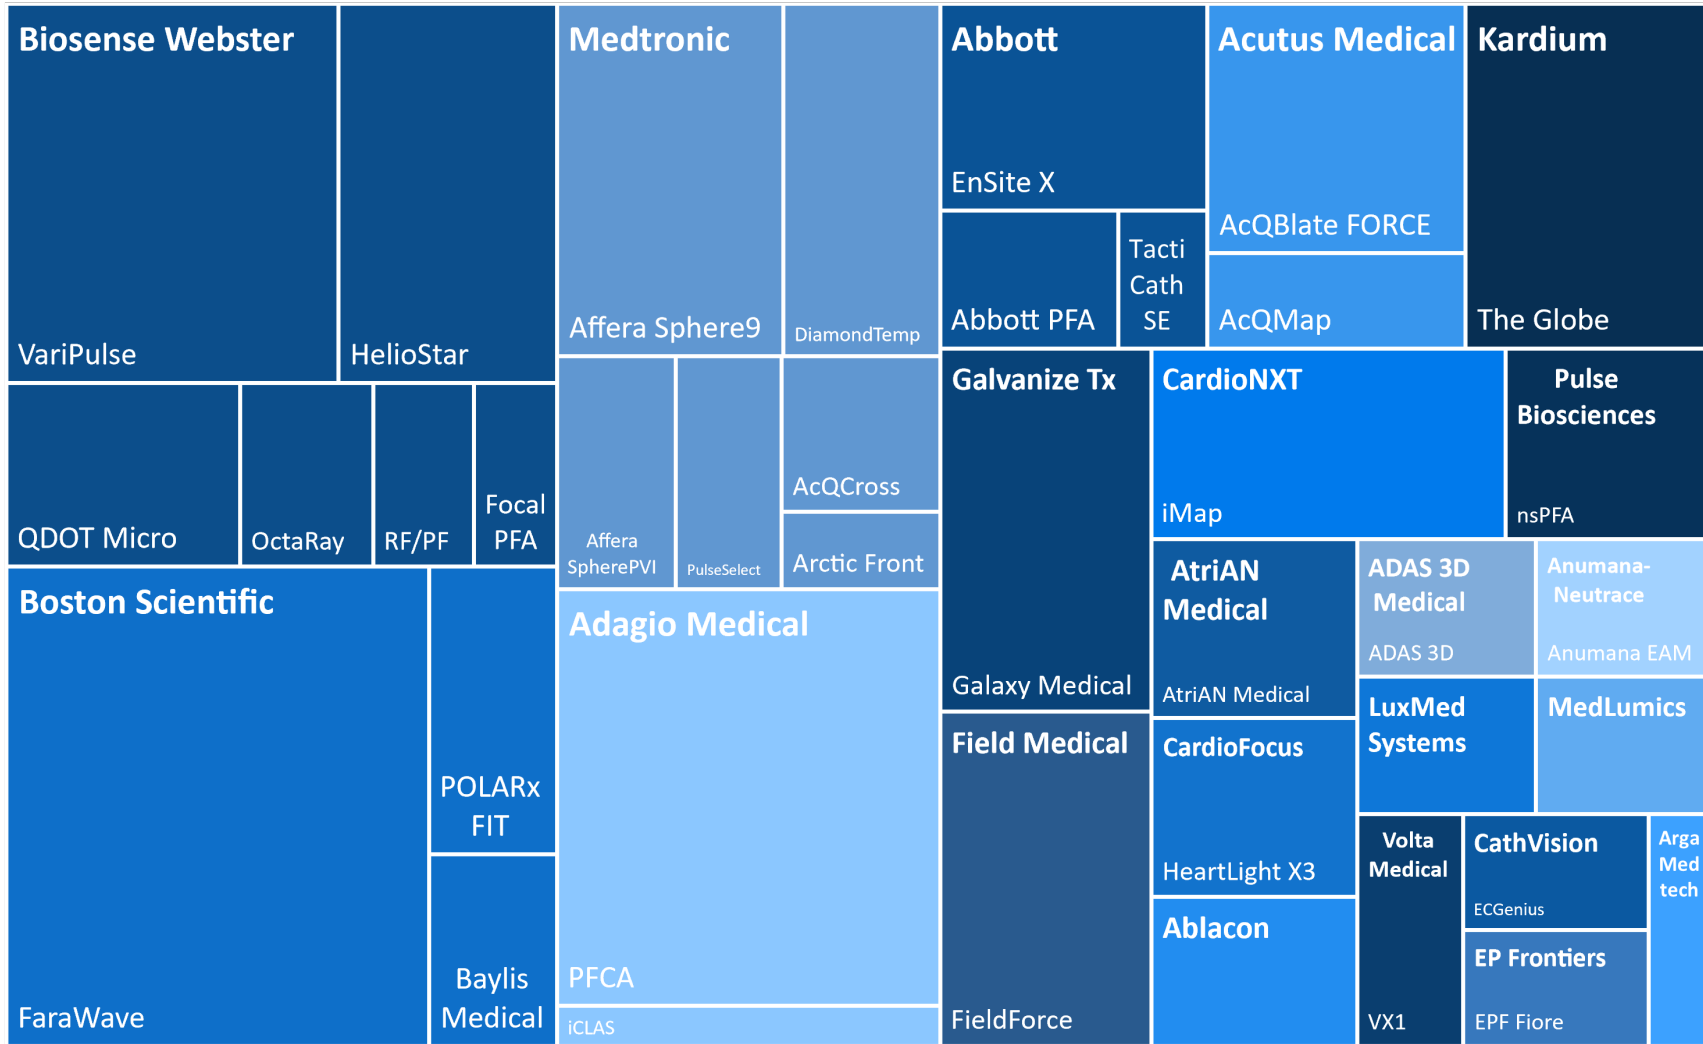 Biosense Webster
VariPulse
HelioStar
QDOT Micro
OctaRay
RF/PF
Focal
PFA
Boston Scientific
FaraWave
POLARx
FIT
Baylis
Medical
Medtronic
Affera Sphere9
DiamondTemp
Affera
SpherePVI
PulseSelect
AcQCross
Arctic Front
Adagio Medical
PFCA
iCLAS
Abbott
EnSite X
Abbott PFA
Tacti
Cath
SE
Acutus Medical
AcQBlate FORCE
AcQMap
Kardium
The Globe
Galvanize Tx
Galaxy Medical
Field Medical
FieldForce
CardioNXT
iMap
Pulse
Biosciences
nsPFA
AtriAN
Medical
AtriAN Medical
CardioFocus
HeartLight X3
Ablacon
ADAS 3D
Medical
ADAS 3D
Anumana-
Neutrace
Anumana EAM
LuxMed
Systems
MedLumics
Volta
Medical
VX1
CathVision
ECGenius
EP Frontiers
EPF Fiore
Arga
Med
tech